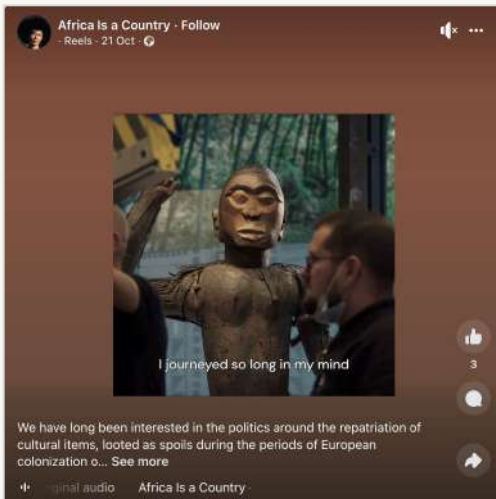 Africa Is a Country · Follow
· Reels · 21 Oct ·
I journeyed so long in my mind
3
We have long been interested in the politics around the repatriation of
cultural items, looted as spoils during the periods of European
colonization o... See more
audio Africa Is a Country ·